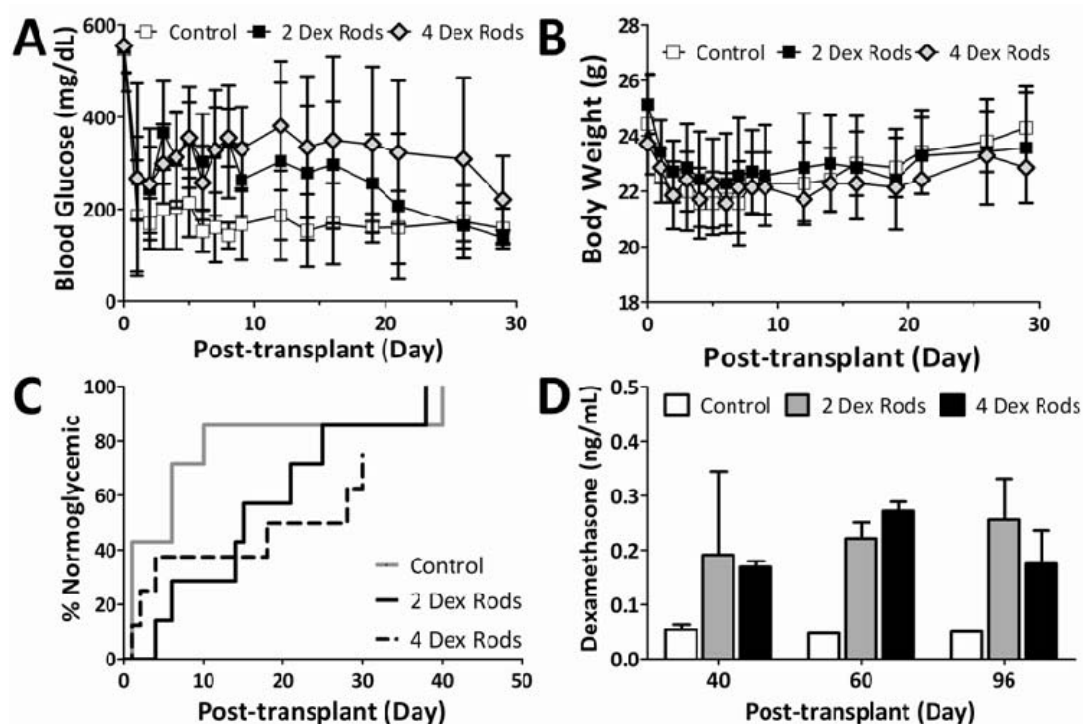 A
Control 2 Dex Rods 4 Dex Rods
Blood Glucose (mg/dL)
600
400
200
0
0 10 20 30
Post-transplant (Day)
B
Control 2 Dex Rods 4 Dex Rods
Body Weight (g)
28
26
24
22
20
18
0 10 20 30
Post-transplant (Day)
C
% Normoglycemic
100
80
60
40
20
0
Control
2 Dex Rods
4 Dex Rods
0 10 20 30 40 50
Post-transplant (Day)
D
Control 2 Dex Rods 4 Dex Rods
Dexamethasone (ng/mL)
0.5
0.4
0.3
0.2
0.1
0.0
40 60 96
Post-transplant (Day)